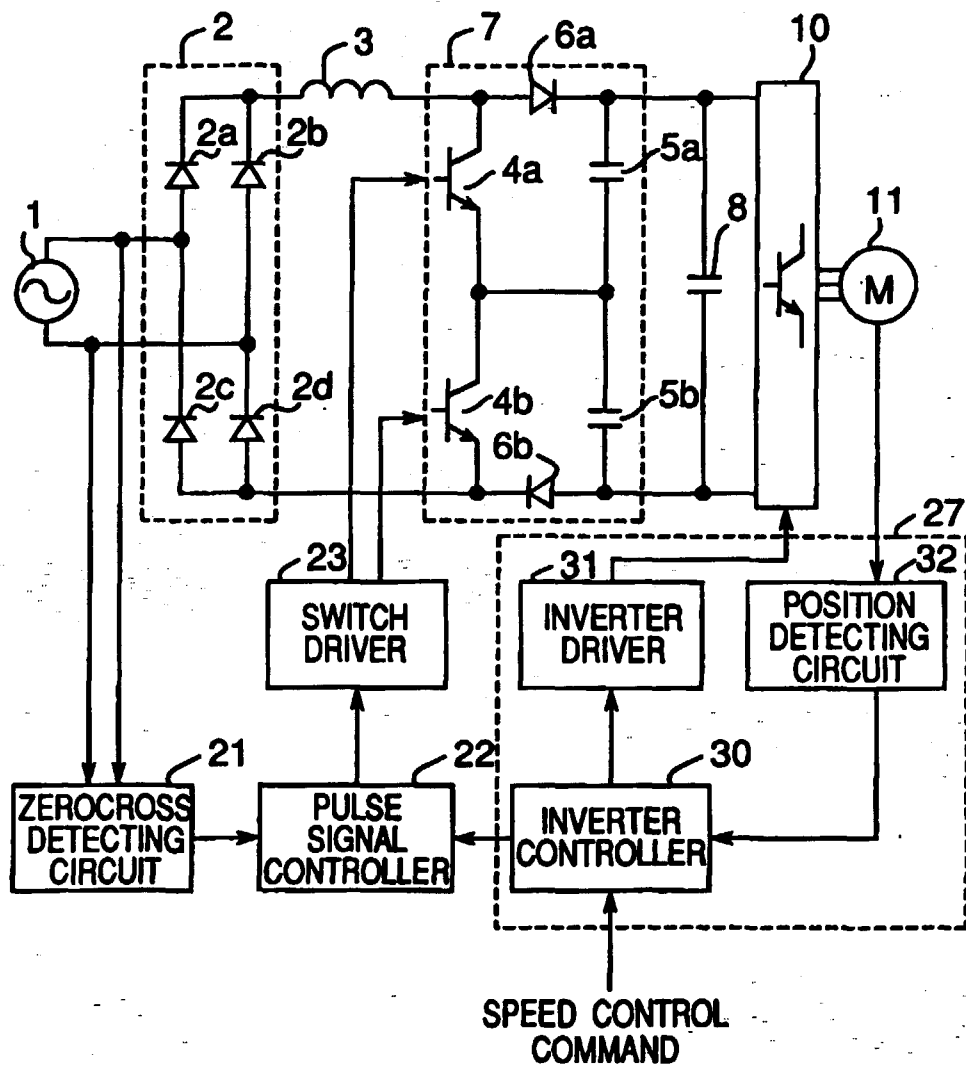 2
3
7
6a
10
2a
2b
4a
5a
1
8
11
M
2c
2d
4b
5b
6b
27
23
31
32
SWITCH
DRIVER
INVERTER
DRIVER
POSITION
DETECTING
CIRCUIT
21
22
30
ZEROCROSS
DETECTING
CIRCUIT
PULSE
SIGNAL
CONTROLLER
INVERTER
CONTROLLER
SPEED CONTROL
COMMAND